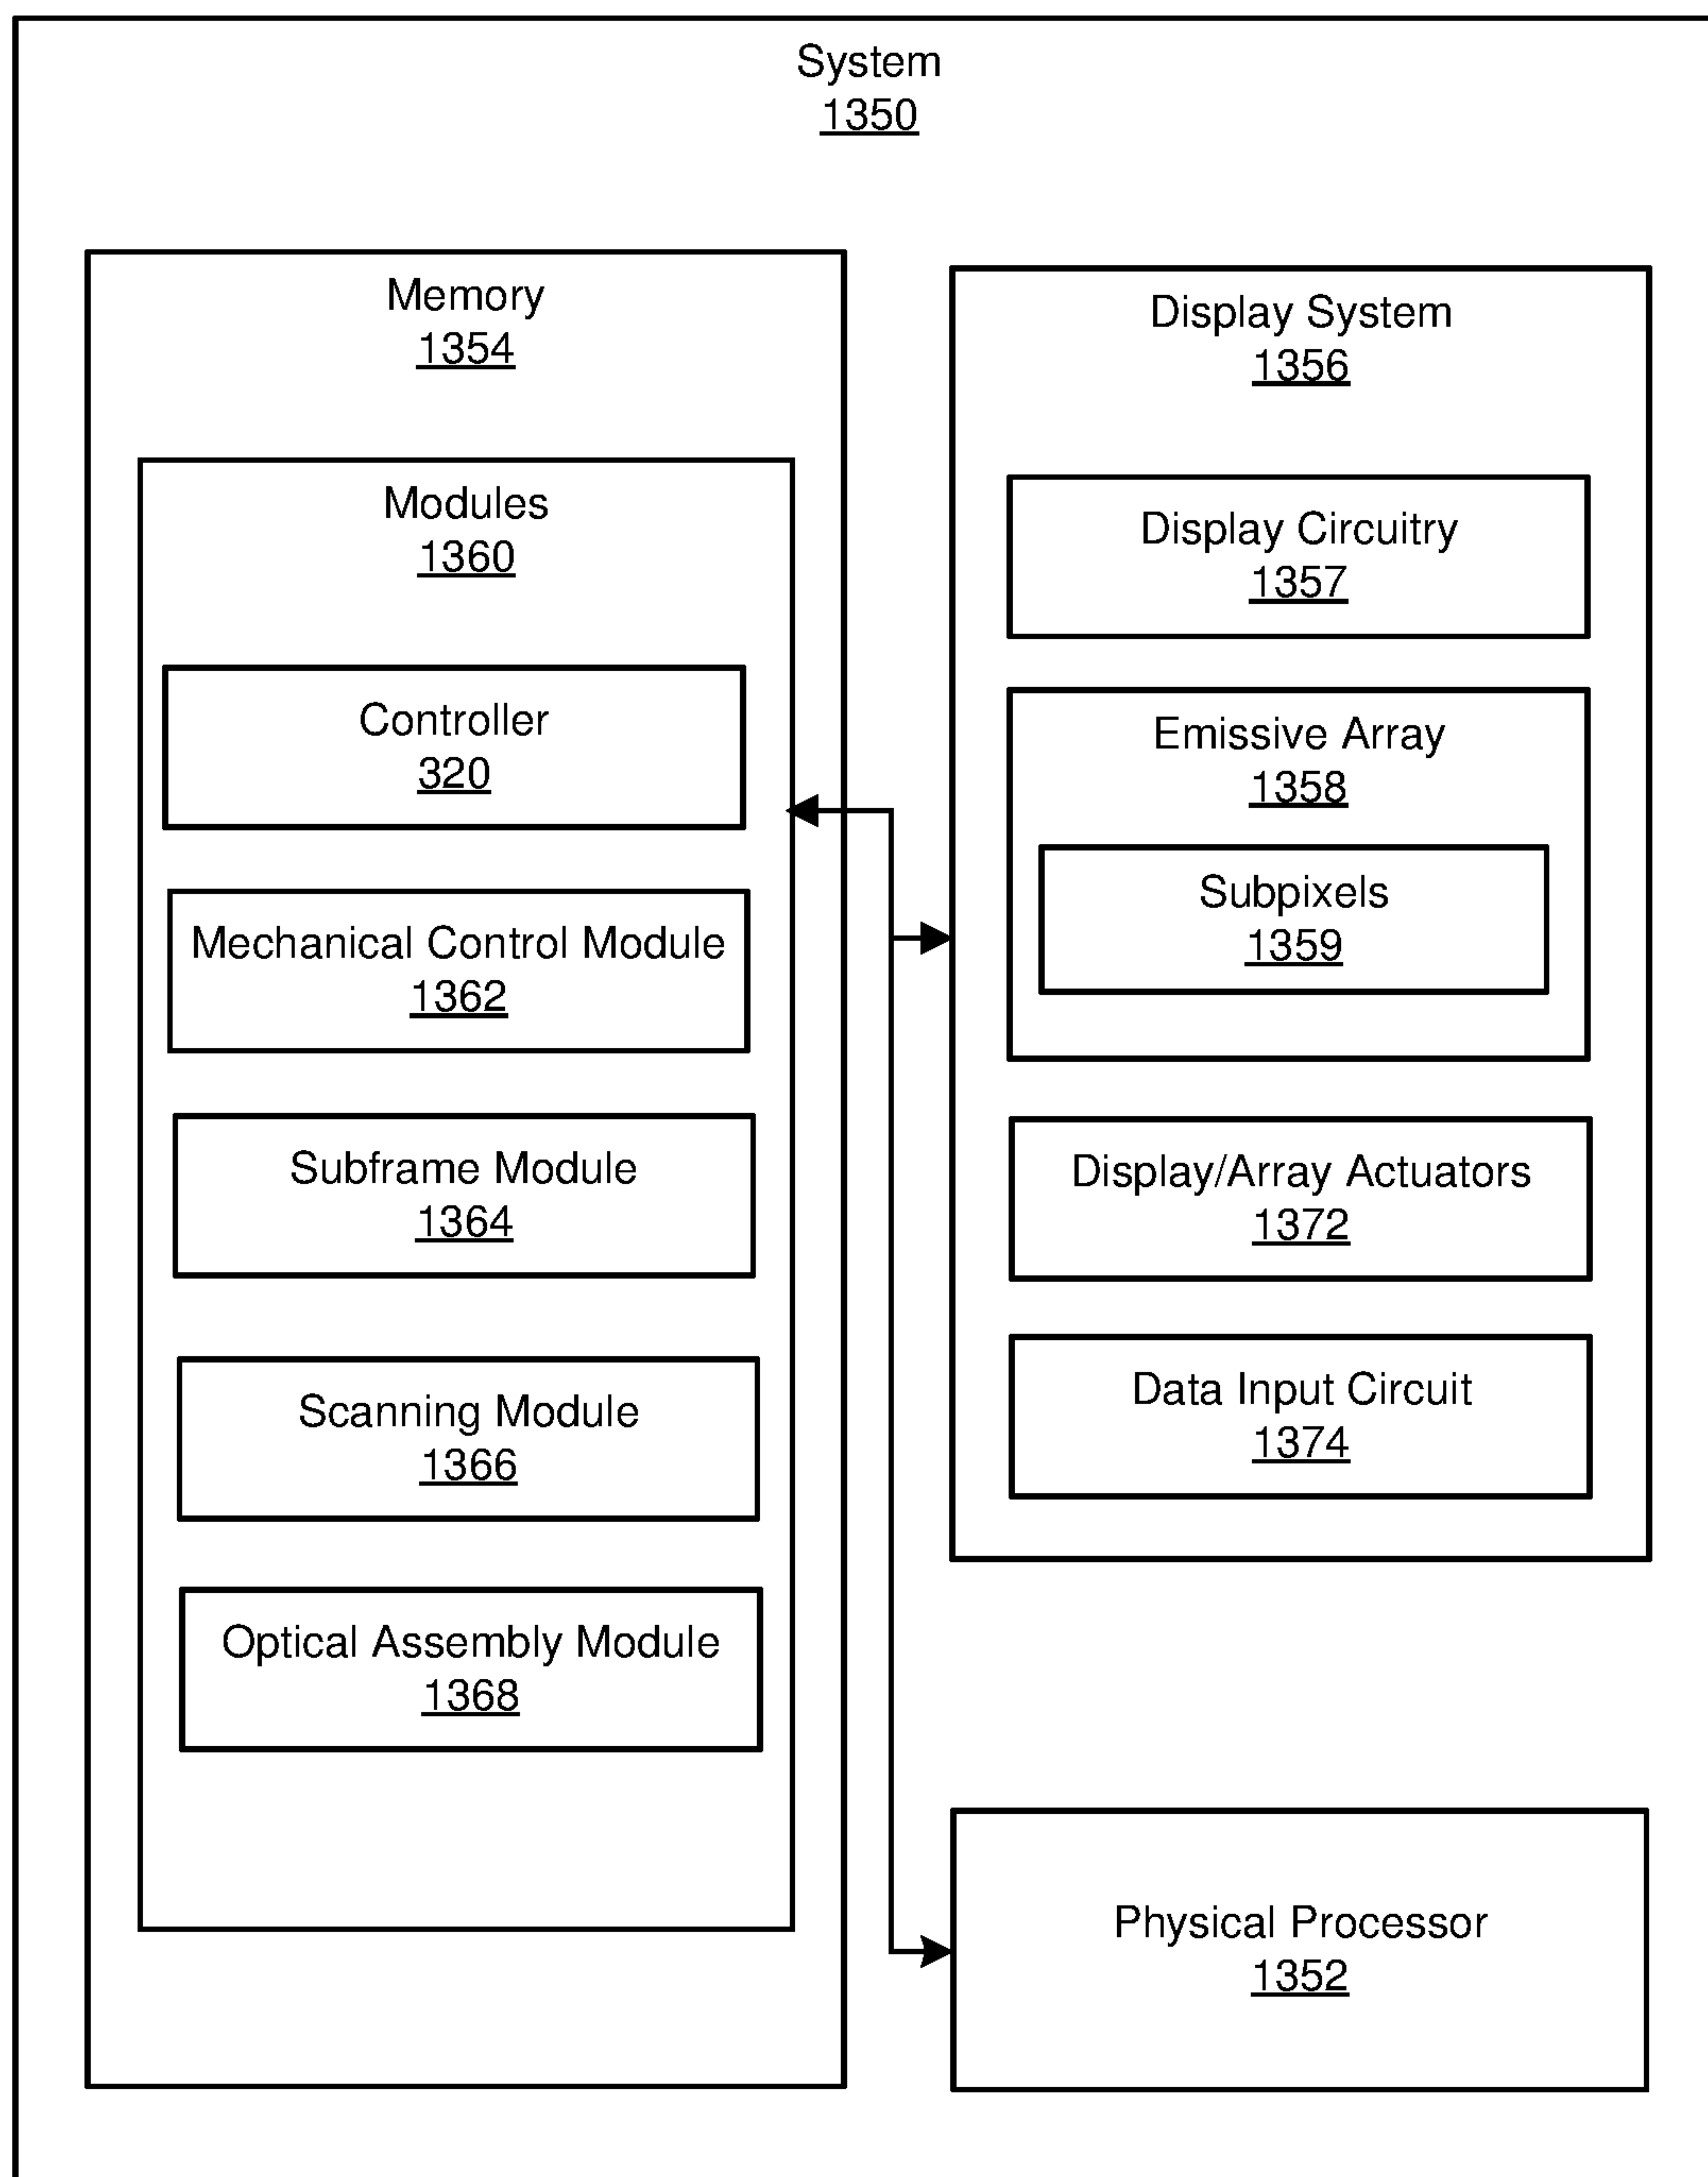 System
1350
Memory
1354
Modules
1360
Controller
320
Mechanical Control Module
1362
Subframe Module
1364
Scanning Module
1366
Optical Assembly Module
1368
Display System
1356
Display Circuitry
1357
Emissive Array
1358
Subpixels
1359
Display/Array Actuators
1372
Data Input Circuit
1374
Physical Processor
1352